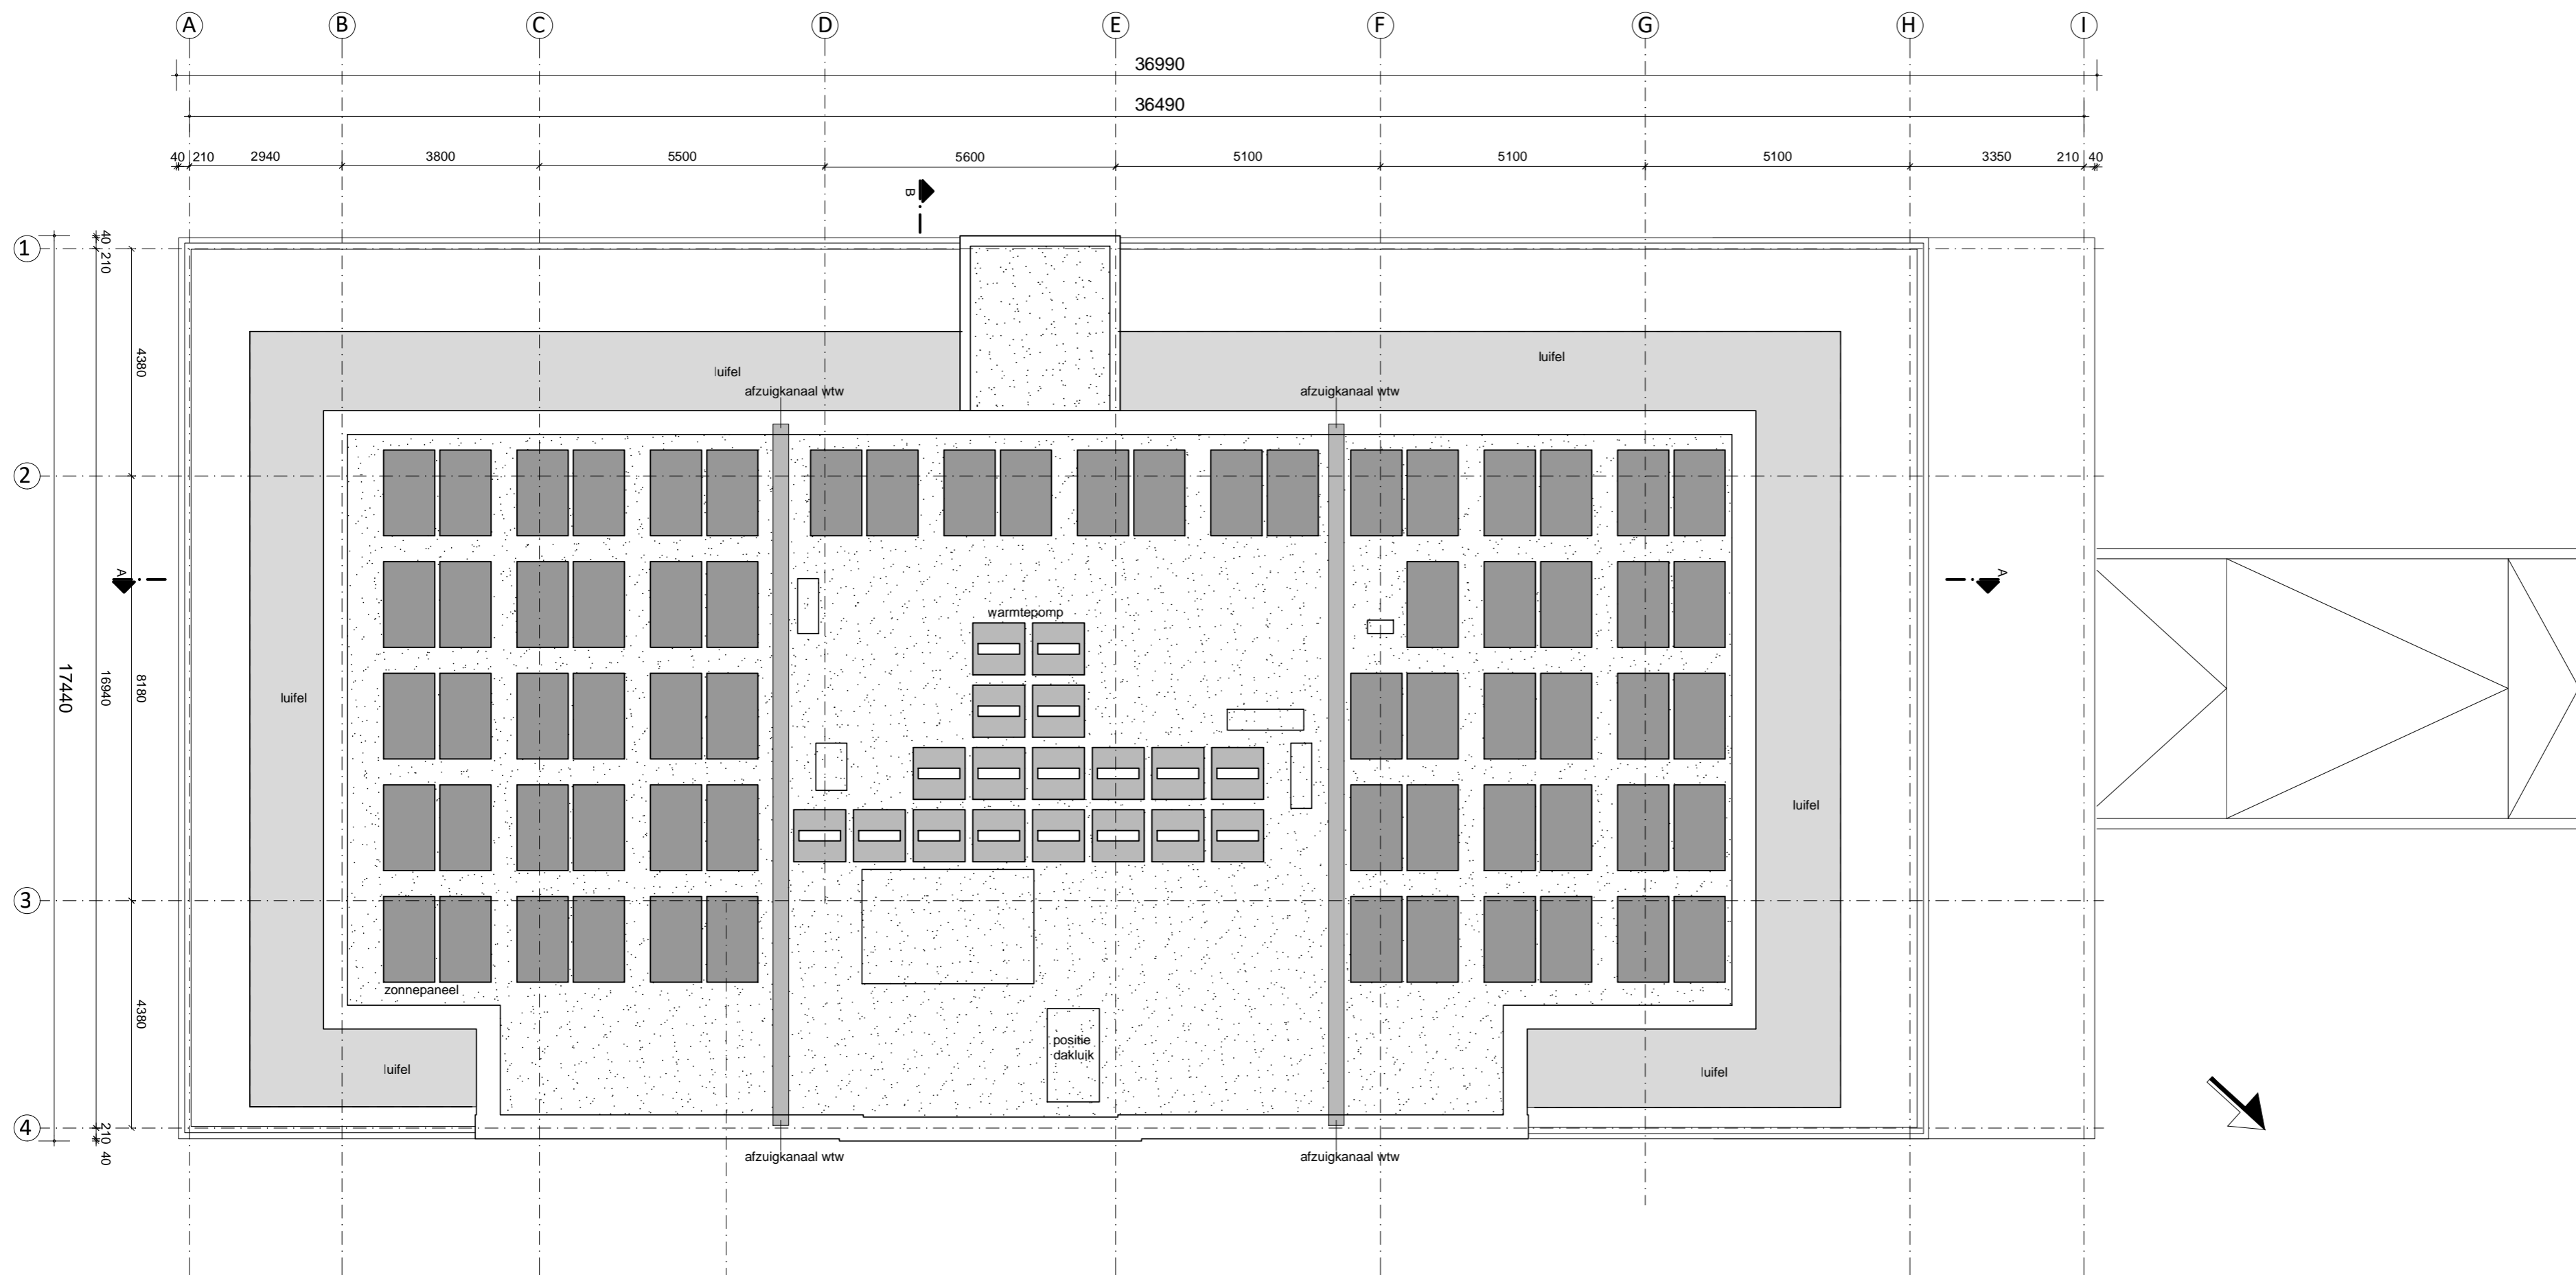 A B C D E F G H I
36990
36490
40 210 2940 3800 5500 5600 5100 5100 5100 3350 210 40
B
1
40
210
luifel
4380
luifel
afzuigkanaal wtw
afzuigkanaal wtw
2
A
A
warmtepomp
17440
16940
8180
luifel
luifel
3
zonnepaneel
4380
positie
dakluik
luifel
luifel
4
210
40
afzuigkanaal wtw
afzuigkanaal wtw